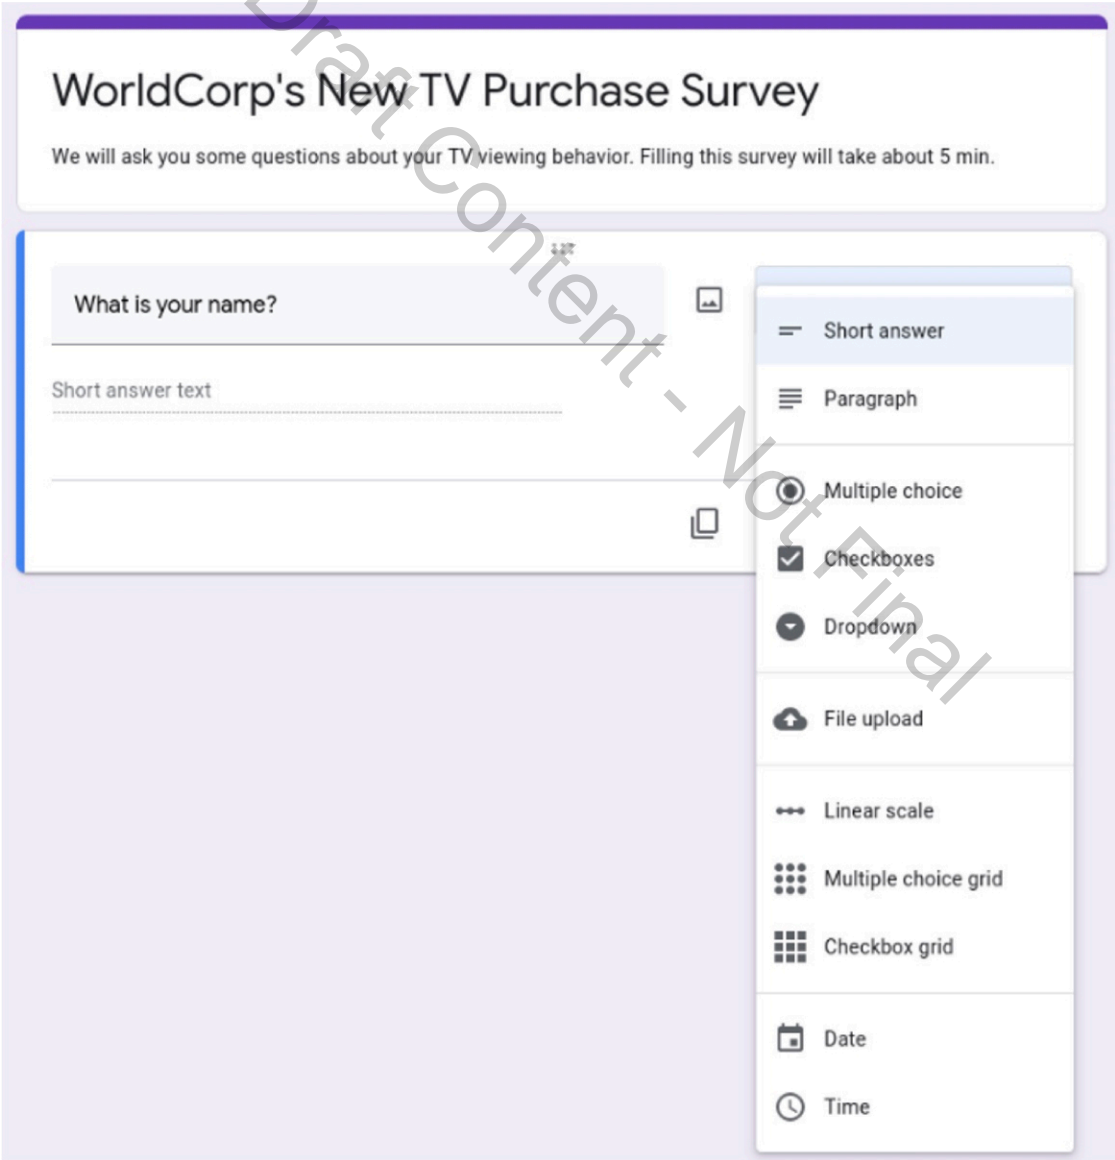 WorldCorp's New TV Purchase Survey
We will ask you some questions about your TV viewing behavior. Filling this survey will take about 5 min.
What is your name?
Short answer text
Short answer
Paragraph
Multiple choice
Checkboxes
Dropdown
File upload
Linear scale
Multiple choice grid
Checkbox grid
Date
Time
Draft Content - Not Final